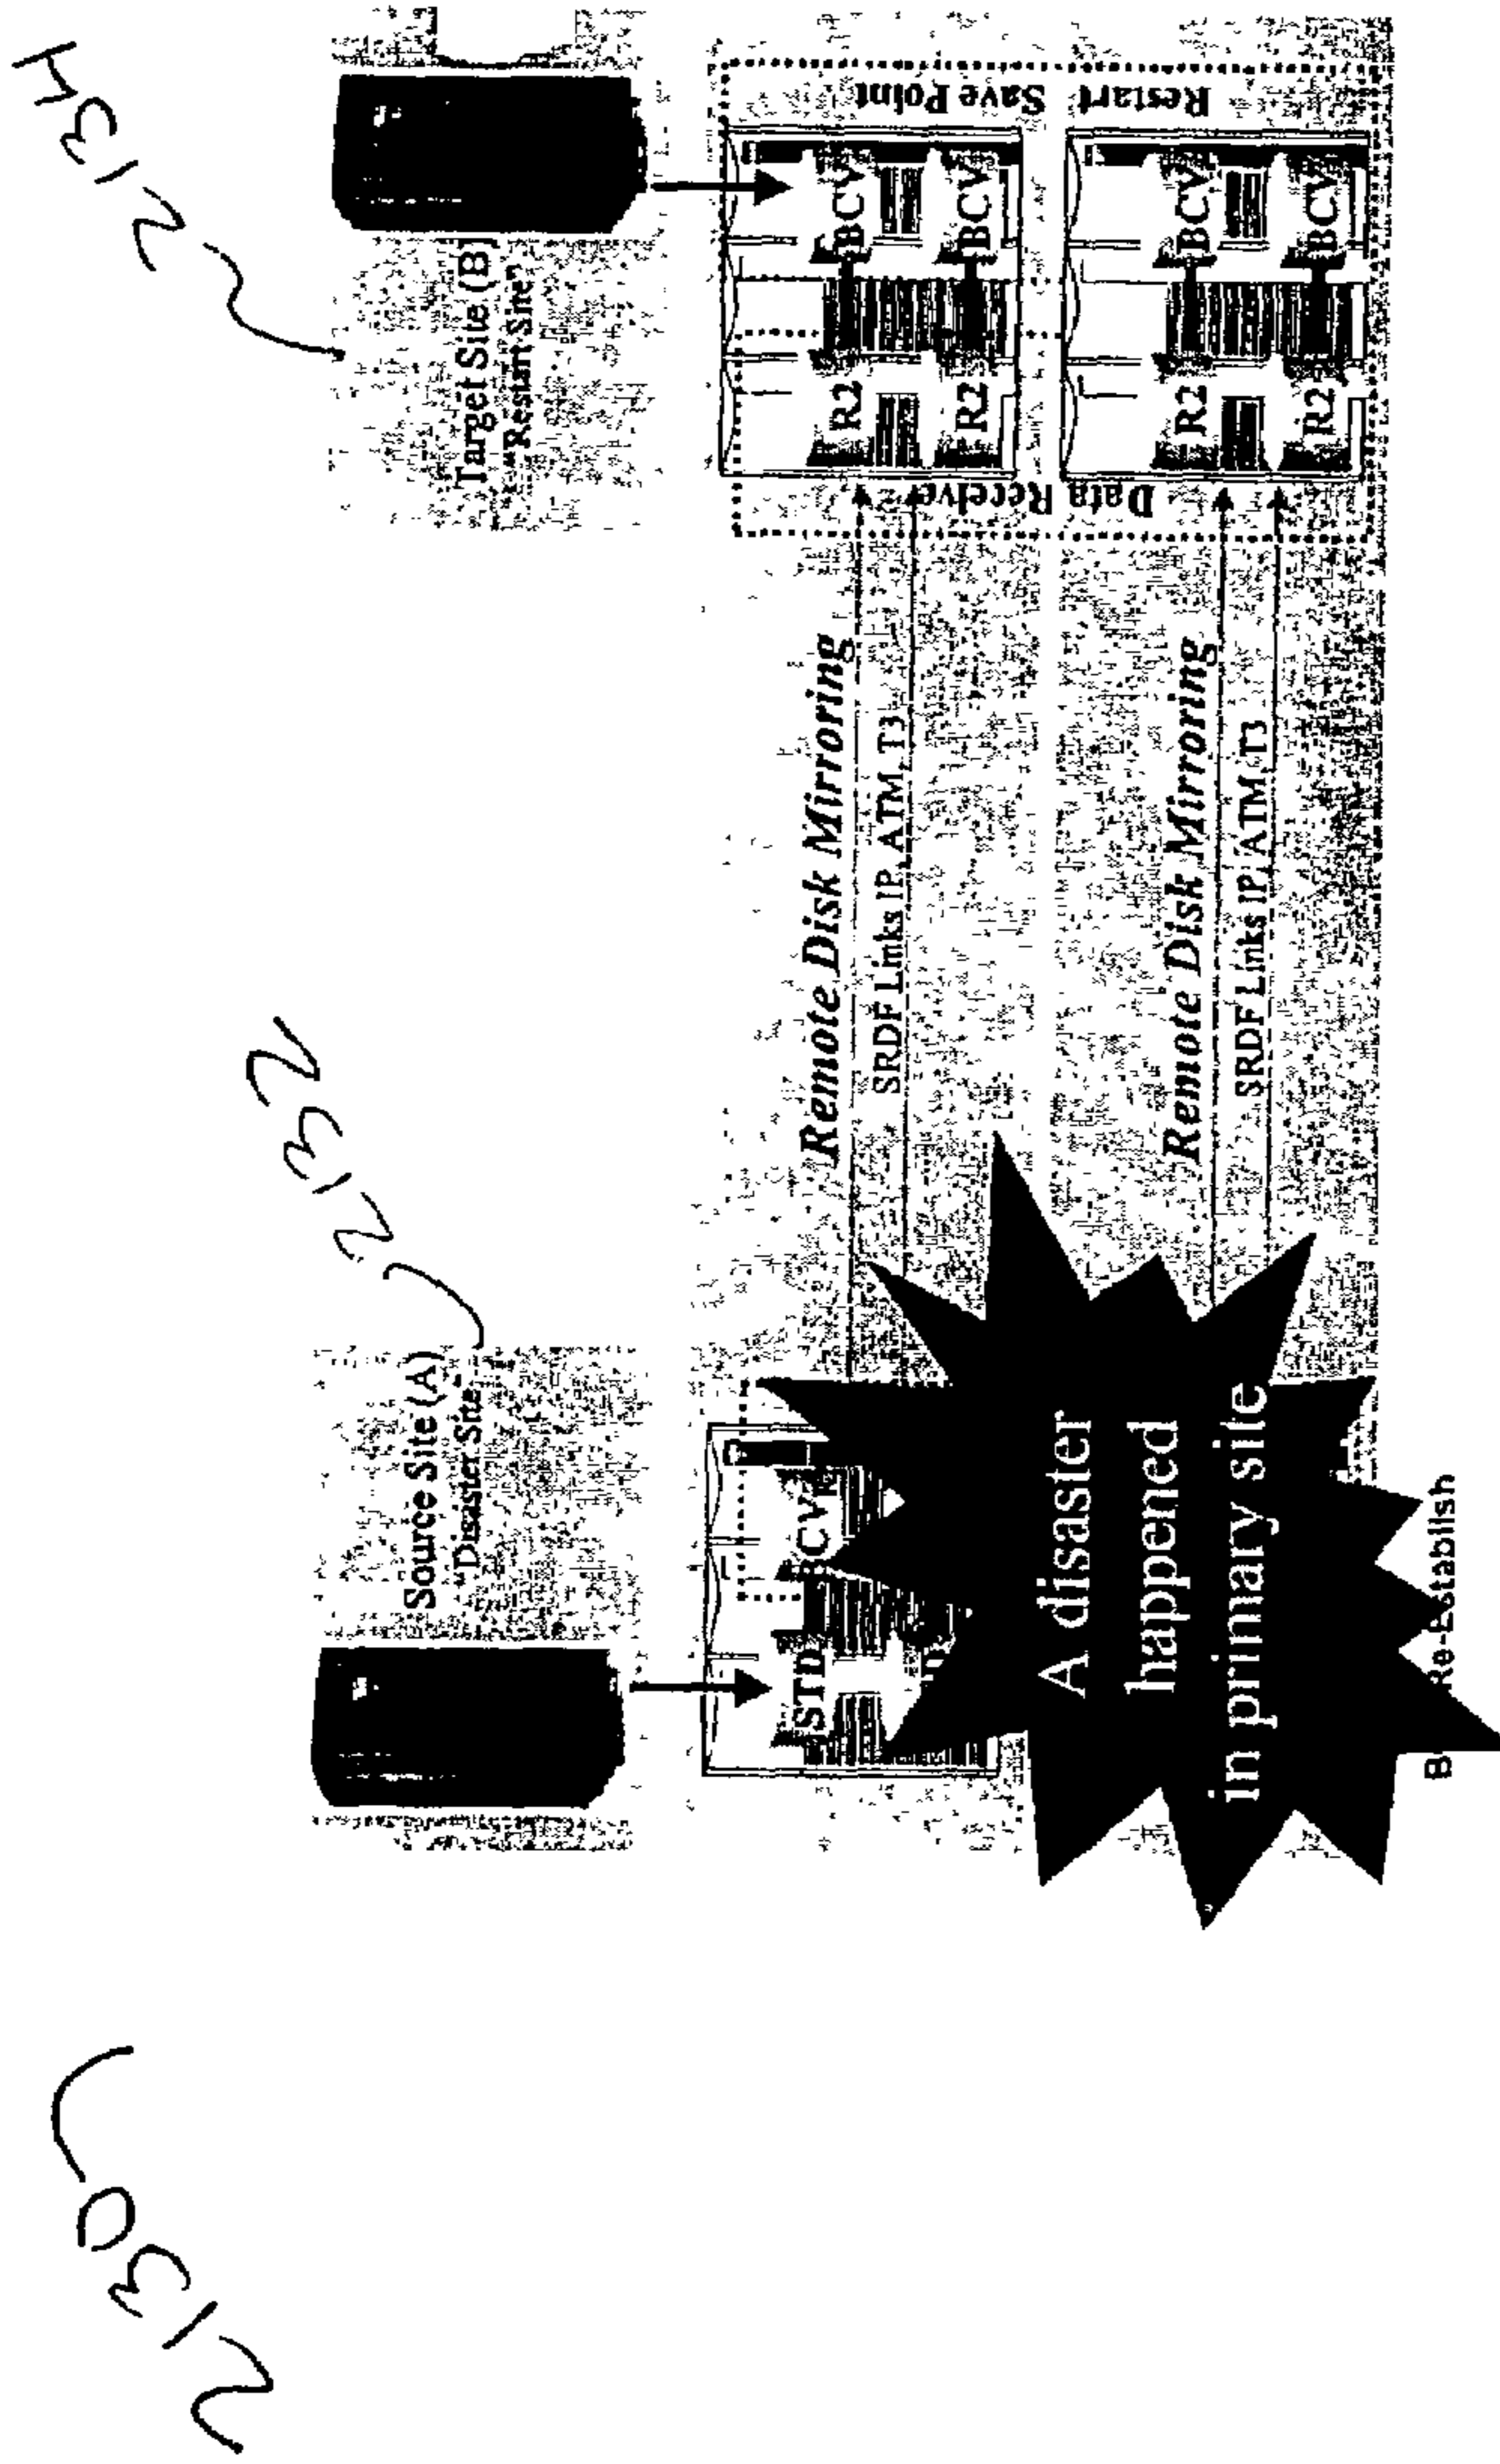 2130
2132
2134
Source Site (A)
"Disaster Site"
Target Site (B)
"Restart Site"
STD
BCV
Remote Disk Mirroring
SRDF Links IP, ATM, T3
Remote Disk Mirroring
SRDF Links IP, ATM, T3
Data Receive
R2 BCV
R2 BCV
Save Point
R2 BCV
R2 BCV
Restart
A disaster
happened
in primary site
Re-Establish